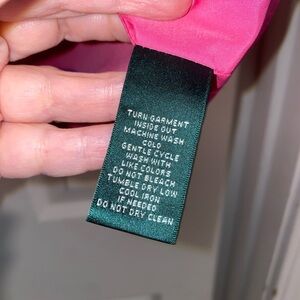 TURN GARMENT
INSIDE OUT
MACHINE WASH
COLD
GENTLE CYCLE
WASH WITH
LIKE COLORS
DO NOT BLEACH
TUMBLE DRY LOW
COOL IRON
IF NEEDED
DO NOT DRY CLEAN